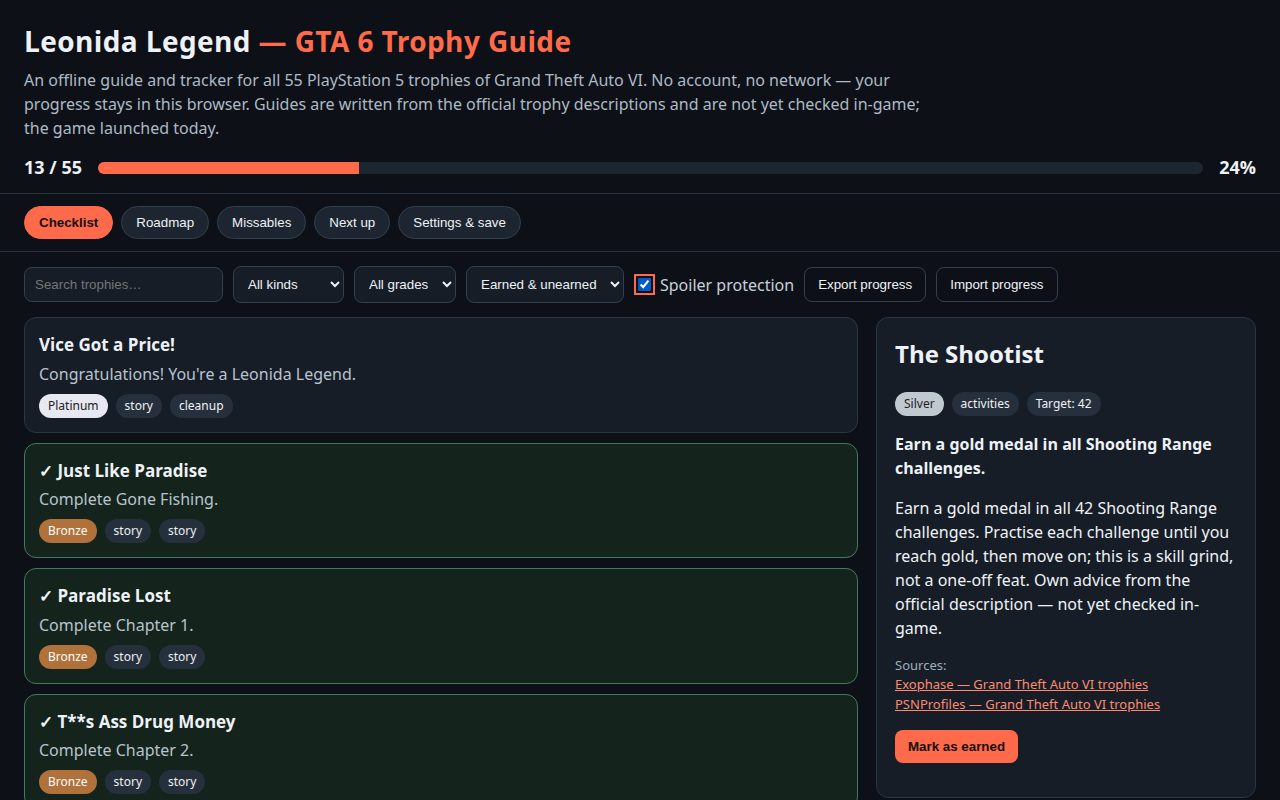 Leonida Legend — GTA 6 Trophy Guide
An offline guide and tracker for all 55 PlayStation 5 trophies of Grand Theft Auto VI. No account, no network — your
progress stays in this browser. Guides are written from the official trophy descriptions and are not yet checked in-game;
the game launched today.
13 / 55
24%
Checklist
Roadmap
Missables
Next up
Settings & save
Search trophies…
All kinds
All grades
Earned & unearned
Spoiler protection
Export progress
Import progress
Vice Got a Price!
Congratulations! You're a Leonida Legend.
Platinum story cleanup
✓ Just Like Paradise
Complete Gone Fishing.
Bronze story story
✓ Paradise Lost
Complete Chapter 1.
Bronze story story
✓ T**s Ass Drug Money
Complete Chapter 2.
Bronze story story
The Shootist
Silver activities Target: 42
Earn a gold medal in all Shooting Range
challenges.
Earn a gold medal in all 42 Shooting Range
challenges. Practise each challenge until you
reach gold, then move on; this is a skill grind,
not a one-off feat. Own advice from the
official description — not yet checked in-
game.
Sources:
Exophase — Grand Theft Auto VI trophies
PSNProfiles — Grand Theft Auto VI trophies
Mark as earned